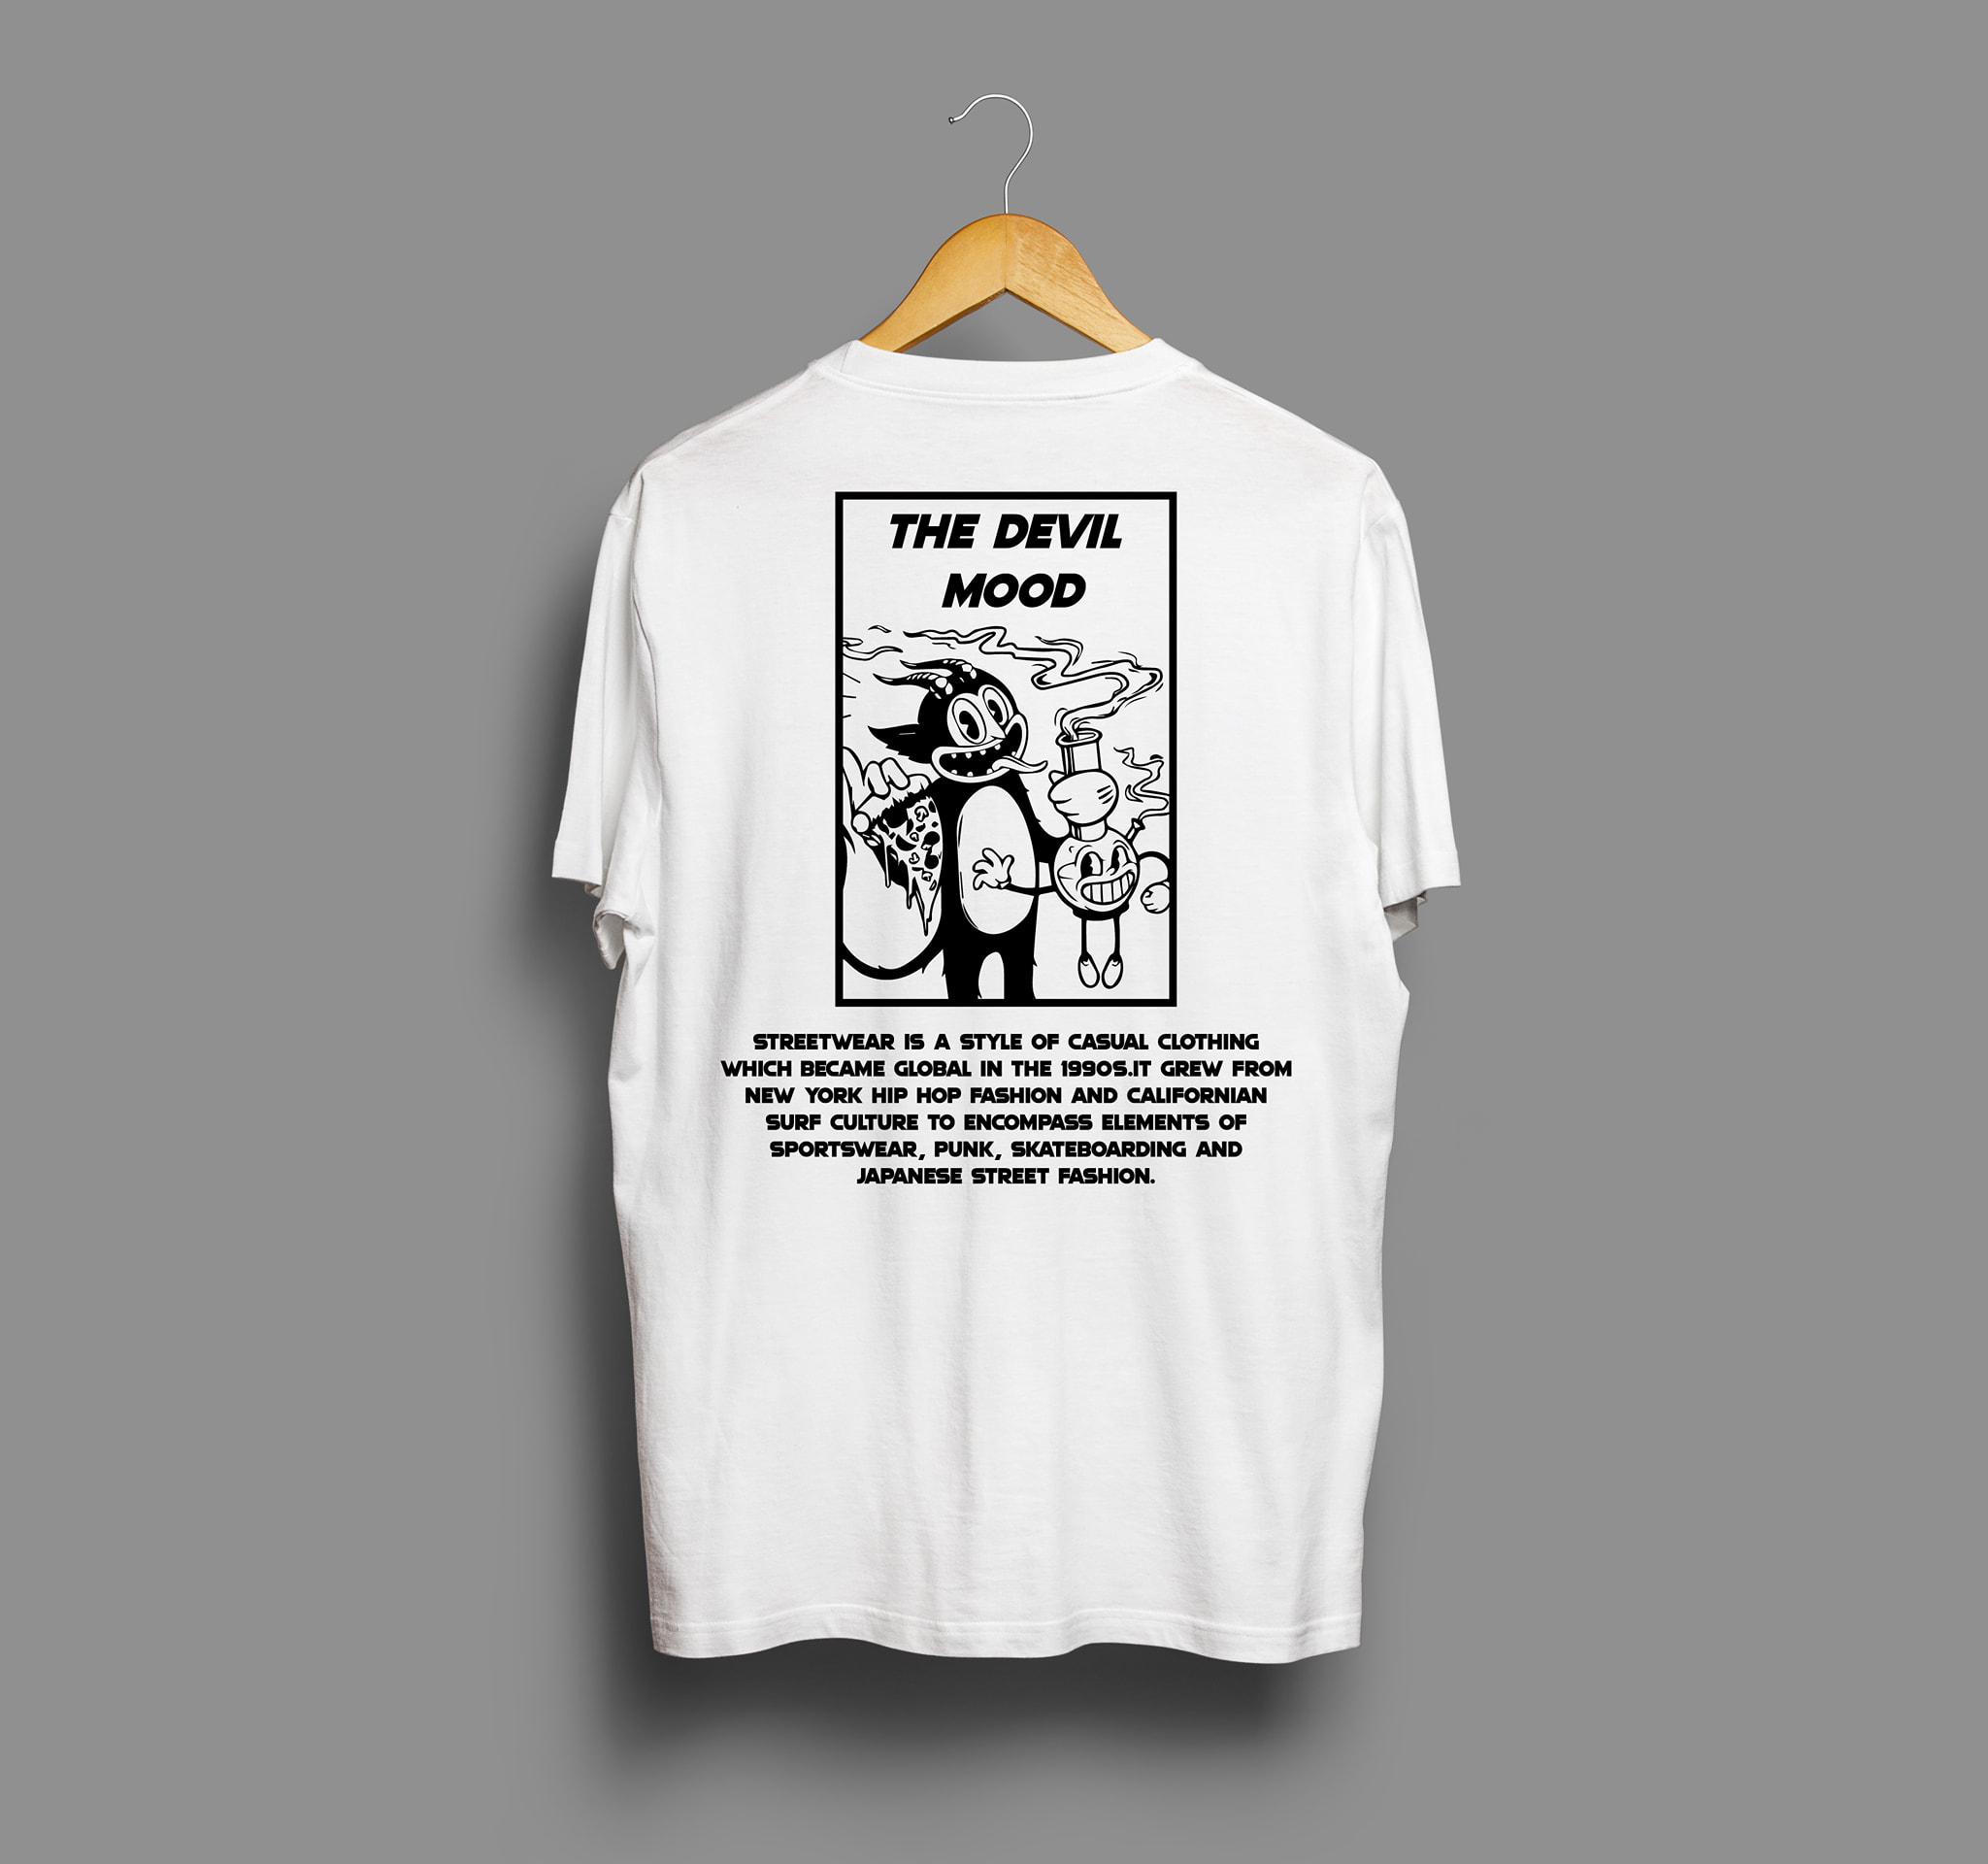 THE DEVIL
MOOD
STREETWEAR IS A STYLE OF CASUAL CLOTHING
WHICH BECAME GLOBAL IN THE 1990S.IT GREW FROM
NEW YORK HIP HOP FASHION AND CALIFORNIAN
SURF CULTURE TO ENCOMPASS ELEMENTS OF
SPORTSWEAR, PUNK, SKATEBOARDING AND
JAPANESE STREET FASHION.